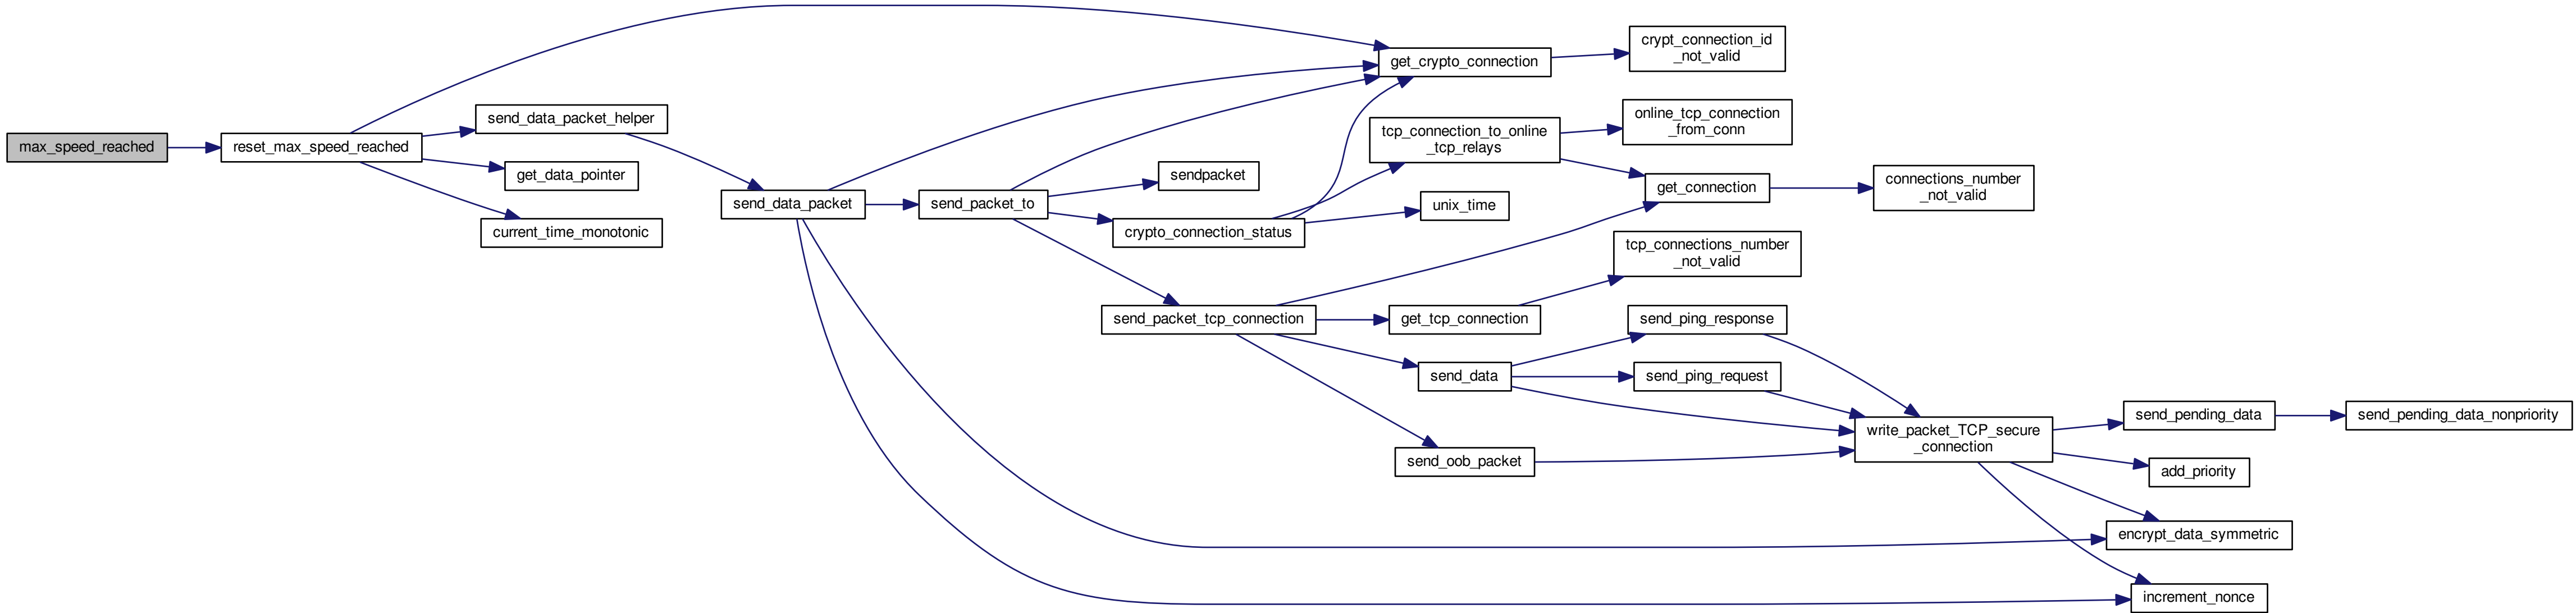 max_speed_reached
reset_max_speed_reached
send_data_packet_helper
get_data_pointer
current_time_monotonic
send_data_packet
send_packet_to
sendpacket
crypto_connection_status
send_packet_tcp_connection
get_crypto_connection
tcp_connection_to_online
_tcp_relays
unix_time
get_tcp_connection
send_data
send_oob_packet
crypt_connection_id
_not_valid
online_tcp_connection
_from_conn
get_connection
tcp_connections_number
_not_valid
send_ping_response
send_ping_request
connections_number
_not_valid
write_packet_TCP_secure
_connection
send_pending_data
add_priority
encrypt_data_symmetric
increment_nonce
send_pending_data_nonpriority